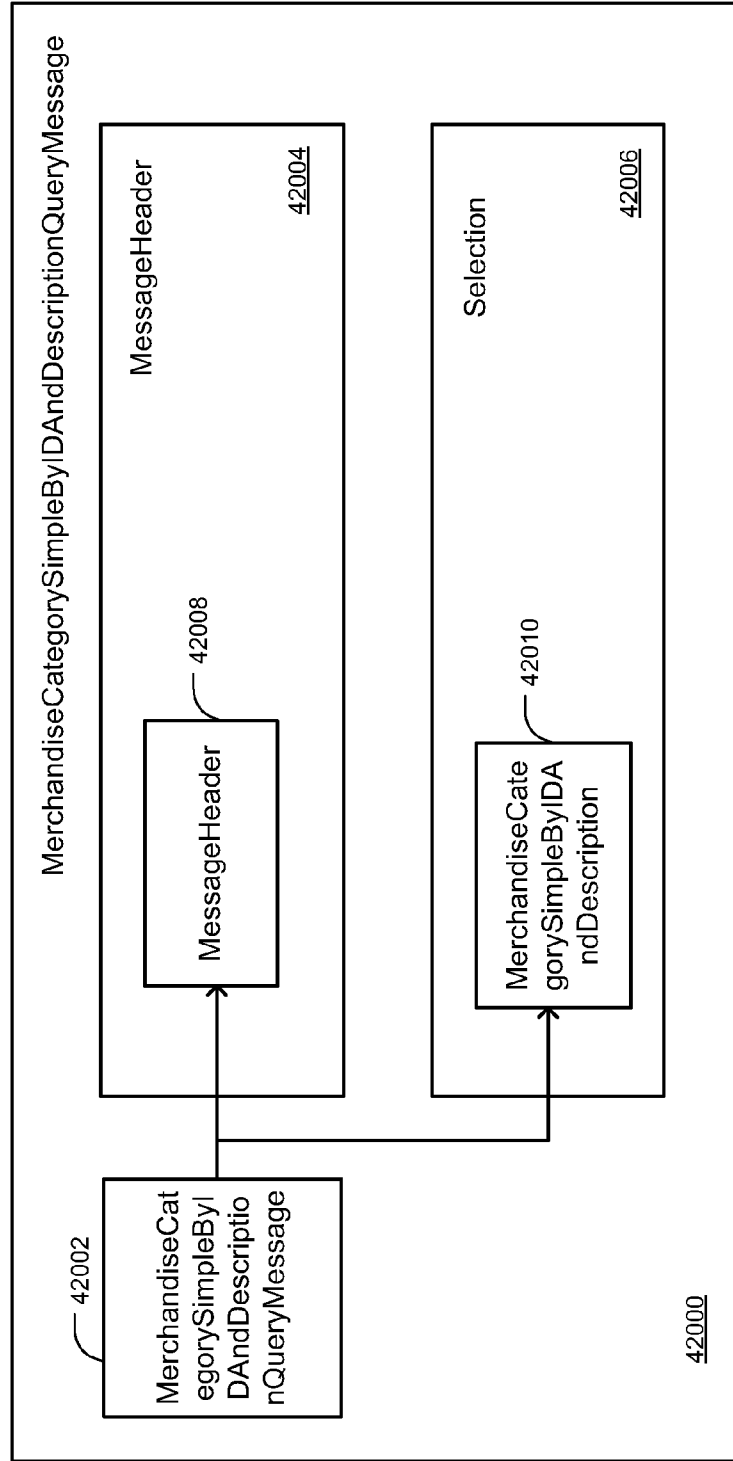 MerchandiseCategorySimpleByIDAndDescriptionQueryMessage
42002
MerchandiseCat
egorySimpleByI
DAndDescriptio
nQueryMessage
MessageHeader
42004
42008
MessageHeader
Selection
42006
42010
MerchandiseCate
gorySimpleByIDA
ndDescription
42000